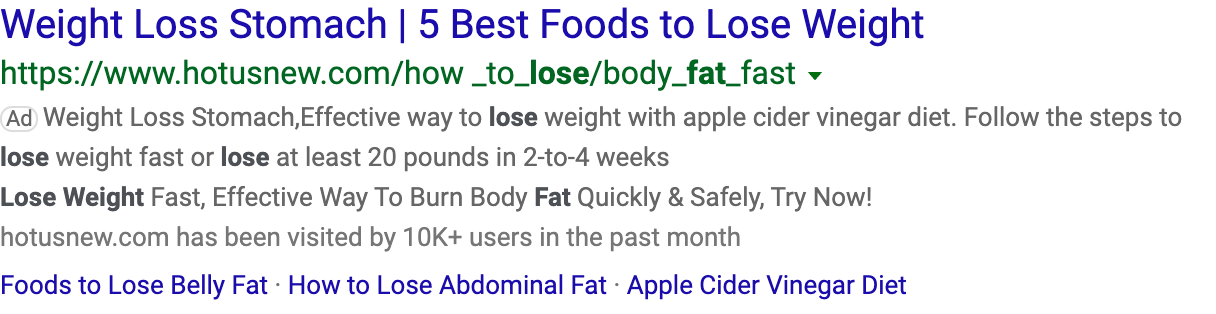 Weight Loss Stomach | 5 Best Foods to Lose Weight
https://www.hotusnew.com/how _to_lose/body_fat_fast
Ad Weight Loss Stomach,Effective way to lose weight with apple cider vinegar diet. Follow the steps to
lose weight fast or lose at least 20 pounds in 2-to-4 weeks
Lose Weight Fast, Effective Way To Burn Body Fat Quickly & Safely, Try Now!
hotusnew.com has been visited by 10K+ users in the past month
Foods to Lose Belly Fat · How to Lose Abdominal Fat · Apple Cider Vinegar Diet